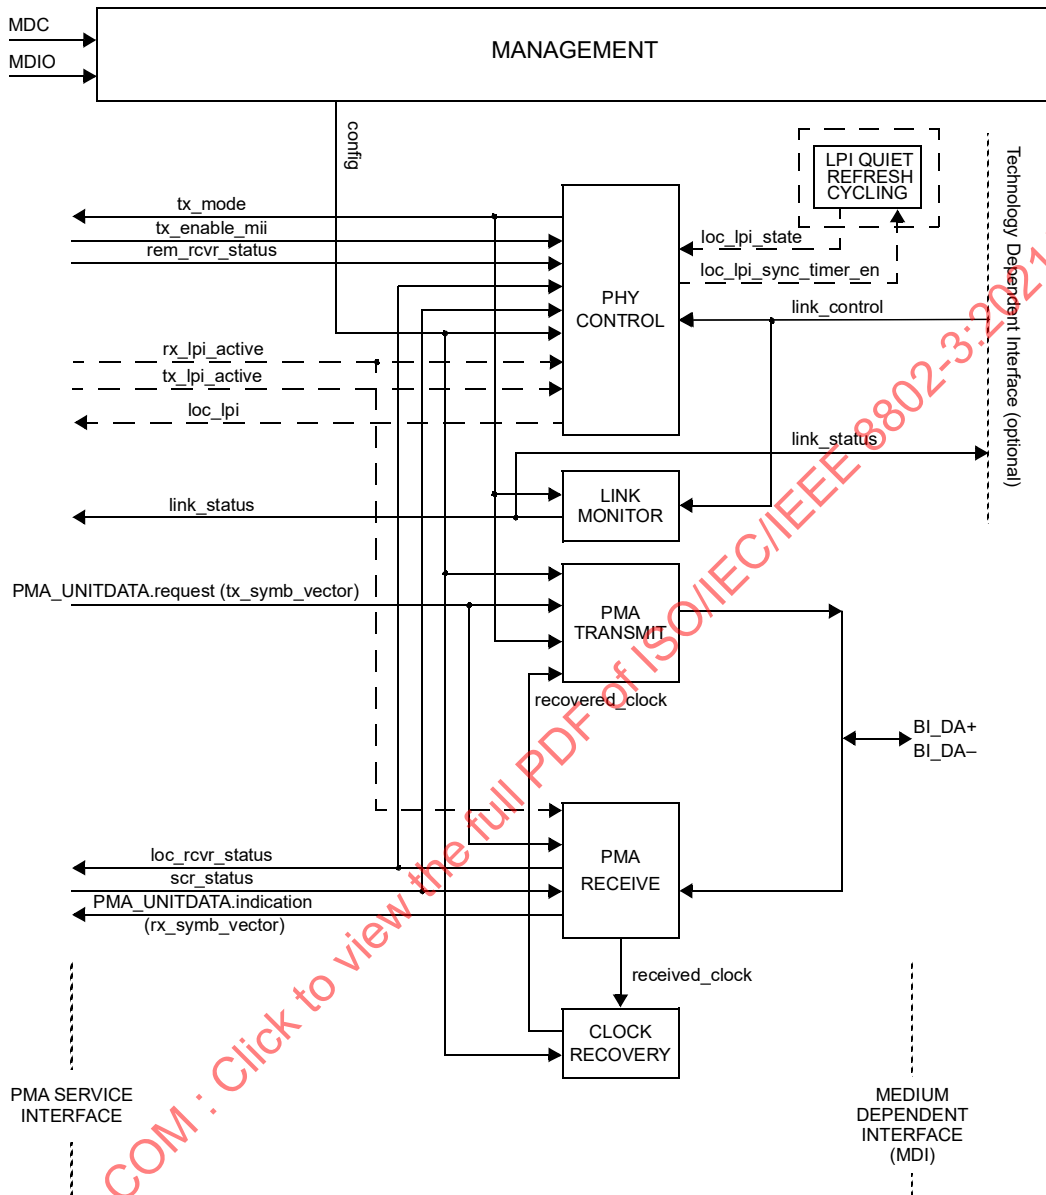 MDC
MDIO
MANAGEMENT
config
LPI QUIET
REFRESH
CYCLING
Technology Dependent Interface (optional)
tx_mode
tx_enable_mii
rem_rcvr_status
loc_lpi_state
loc_lpi_sync_timer_en
PHY
CONTROL
link_control
rx_lpi_active
tx_lpi_active
loc_lpi
link_status
link_status
LINK
MONITOR
PMA_UNITDATA.request (tx_symb_vector)
PMA
TRANSMIT
recovered_clock
BI_DA+
BI_DA–
loc_rcvr_status
scr_status
PMA_UNITDATA.indication
(rx_symb_vector)
PMA
RECEIVE
received_clock
CLOCK
RECOVERY
PMA SERVICE
INTERFACE
MEDIUM
DEPENDENT
INTERFACE
(MDI)
COM : Click to view the full PDF of ISO/IEC/IEEE 8802-3:2021